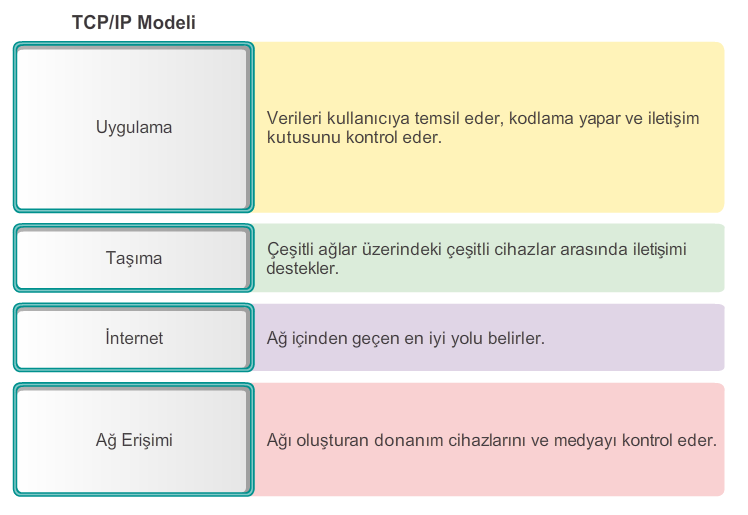 TCP/IP Modeli
Uygulama
Verileri kullanıcıya temsil eder, kodlama yapar ve iletişim
kutusunu kontrol eder.
Taşıma
Çeşitli ağlar üzerindeki çeşitli cihazlar arasında iletişimi
destekler.
İnternet
Ağ içinden geçen en iyi yolu belirler.
Ağ Erişimi
Ağı oluşturan donanım cihazlarını ve medyayı kontrol eder.